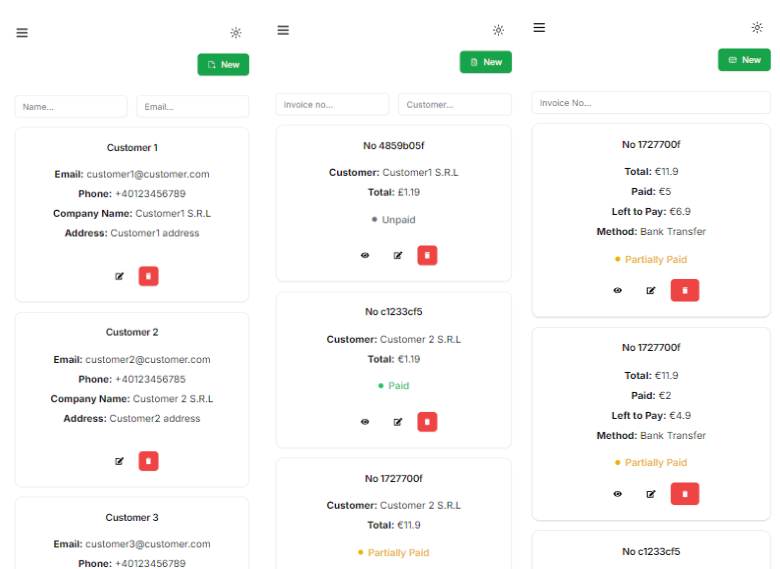 New
Name...
Email...
Customer 1
Email: customer1@customer.com
Phone: +40123456789
Company Name: Customer1 S.R.L
Address: Customer1 address
Customer 2
Email: customer2@customer.com
Phone: +40123456785
Company Name: Customer 2 S.R.L
Address: Customer2 address
Customer 3
Email: customer3@customer.com
Phone: +40123456789
New
Invoice no...
Customer...
No 4859b05f
Customer: Customer1 S.R.L
Total: £1.19
Unpaid
No c1233cf5
Customer: Customer 2 S.R.L
Total: €1.19
Paid
No 1727700f
Customer: Customer 2 S.R.L
Total: €11.9
Partially Paid
New
Invoice No...
No 1727700f
Total: €11.9
Paid: €5
Left to Pay: €6.9
Method: Bank Transfer
Partially Paid
No 1727700f
Total: €11.9
Paid: €2
Left to Pay: €4.9
Method: Bank Transfer
Partially Paid
No c1233cf5